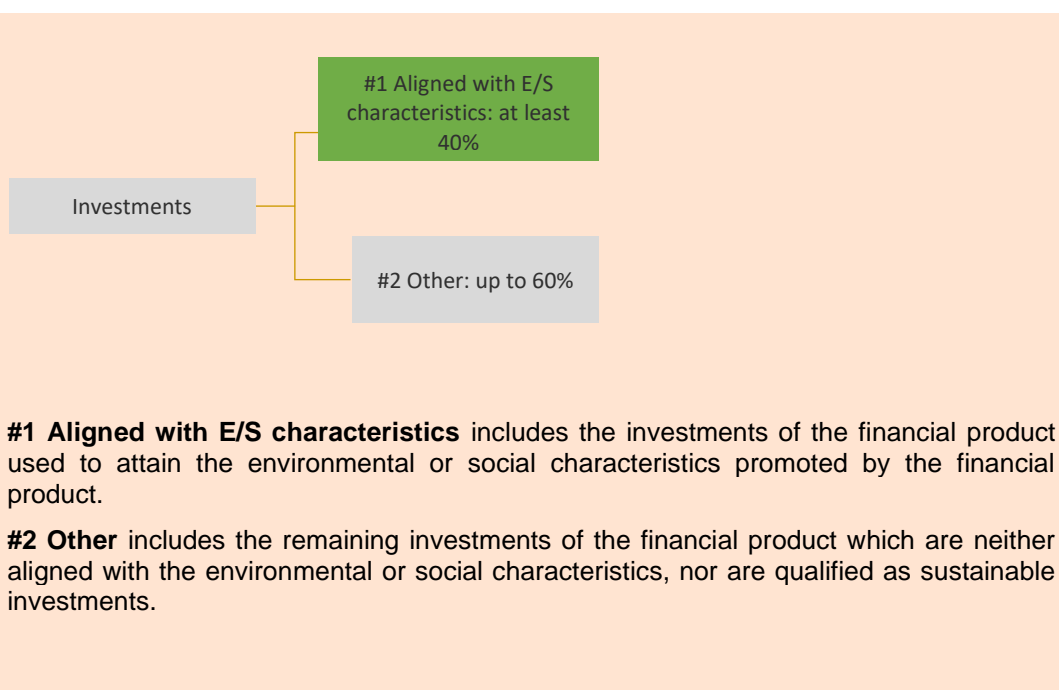 #1 Aligned with E/S
characteristics: at least
40%
Investments
#2 Other: up to 60%
#1 Aligned with E/S characteristics includes the investments of the financial product
used to attain the environmental or social characteristics promoted by the financial
product.
#2 Other includes the remaining investments of the financial product which are neither
aligned with the environmental or social characteristics, nor are qualified as sustainable
investments.